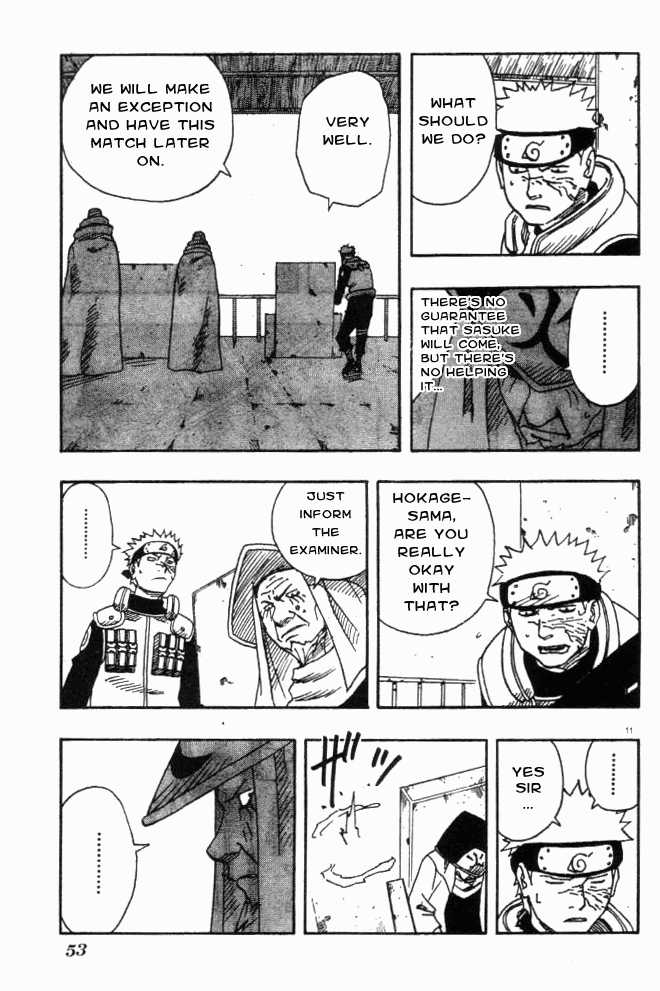 WHAT
SHOULD
WE DO?
VERY
WELL.
WE WILL MAKE
AN EXCEPTION
AND HAVE THIS
MATCH LATER
ON.
..........
火
THERE'S NO
GUARANTEE
THAT SASUKE
WILL COME,
BUT THERE'S
NO HELPING
IT...
HOKAGE-
SAMA,
ARE YOU
REALLY
OKAY
WITH
THAT?
JUST
INFORM
THE
EXAMINER.
..........
11
..........
YES
SIR
...
..........
53